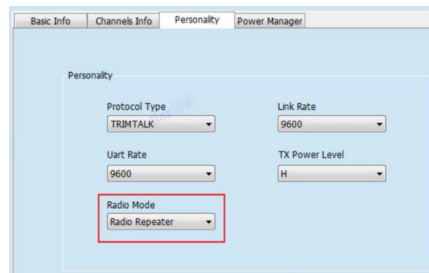 Basic Info Channels Info Personality Power Manager
Personality
Protocol Type Link Rate
TRIMTALK 9600
Uart Rate TX Power Level
9600 H
Radio Mode
Radio Repeater